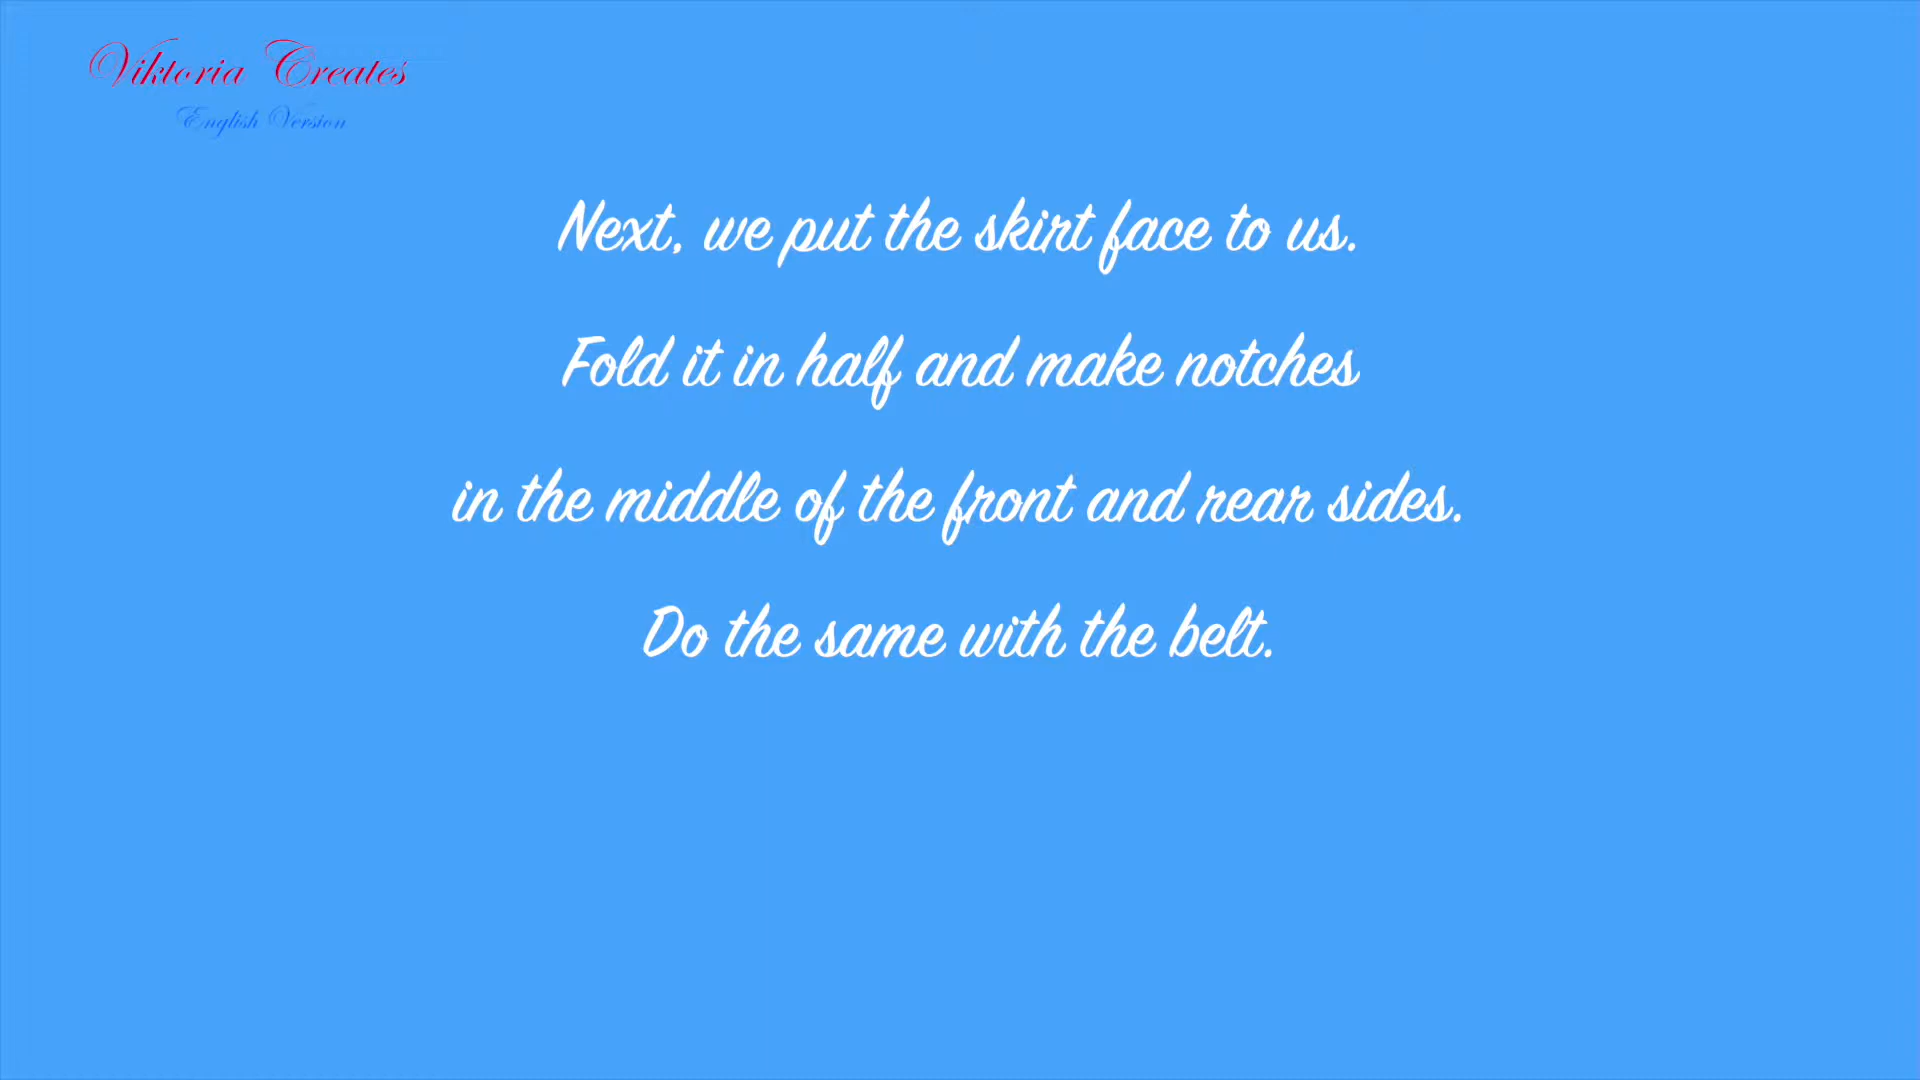 Viktoria Creates
English Version
Next, we put the skirt face to us.
Fold it in half and make notches
in the middle of the front and rear sides.
Do the same with the belt.